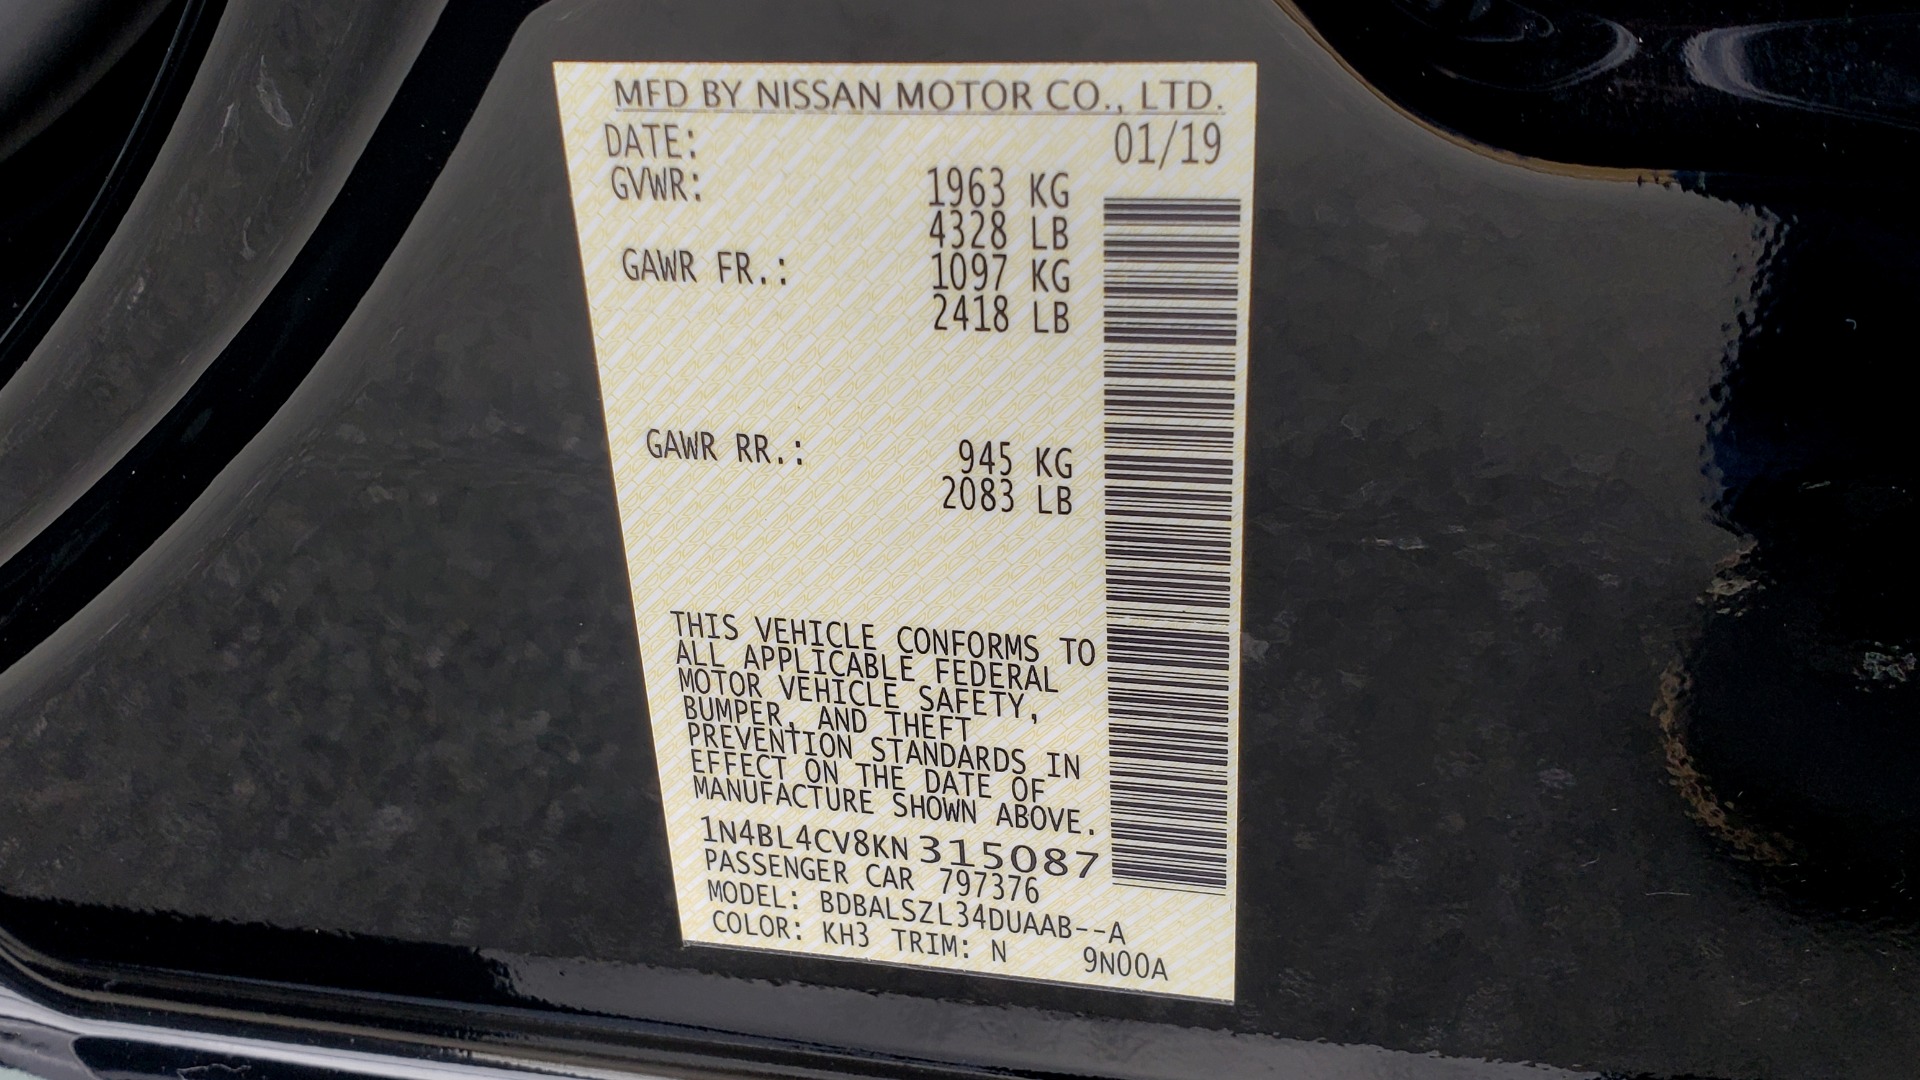 MFD BY NISSAN MOTOR CO., LTD.
DATE: 01/19
GVWR: 1963 KG
4328 LB
GAWR FR.: 1097 KG
2418 LB
GAWR RR.: 945 KG
2083 LB
THIS VEHICLE CONFORMS TO
ALL APPLICABLE FEDERAL
MOTOR VEHICLE SAFETY,
BUMPER, AND THEFT
PREVENTION STANDARDS IN
EFFECT ON THE DATE OF
MANUFACTURE SHOWN ABOVE.
1N4BL4CV8KN315087
PASSENGER CAR 797376
MODEL: BDBALSZL34DUAAB--A
COLOR: KH3 TRIM: N 9N00A